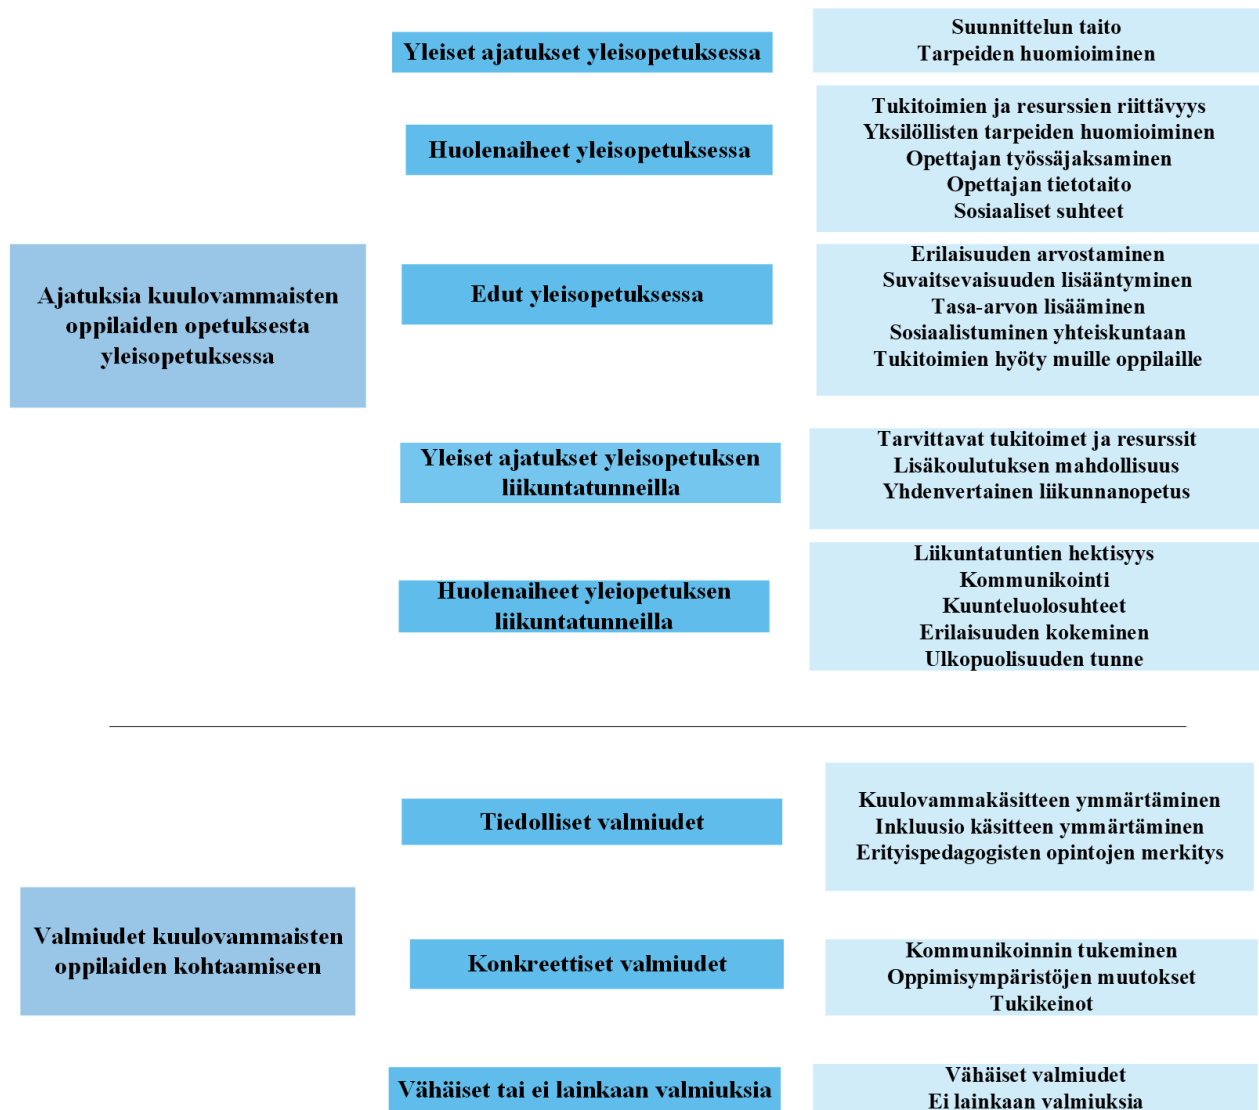 Yleiset ajatukset yleisopetuksessa
Suunnittelun taito
Tarpeiden huomioiminen
Huolenaiheet yleisopetuksessa
Tukitoimien ja resurssien riittävyys
Yksilöllisten tarpeiden huomioiminen
Opettajan työssäjaksaminen
Opettajan tietotaito
Sosiaaliset suhteet
Ajatuksia kuulovammaisten
oppilaiden opetuksesta
yleisopetuksessa
Edut yleisopetuksessa
Erilaisuuden arvostaminen
Suvaitsevaisuuden lisääntyminen
Tasa-arvon lisääminen
Sosiaalistuminen yhteiskuntaan
Tukitoimien hyöty muille oppilaille
Yleiset ajatukset yleisopetuksen
liikuntatunneilla
Tarvittavat tukitoimet ja resurssit
Lisäkoulutuksen mahdollisuus
Yhdenvertainen liikunnanopetus
Huolenaiheet yleiopetuksen
liikuntatunneilla
Liikuntatuntien hektisyys
Kommunikointi
Kuunteluolosuhteet
Erilaisuuden kokeminen
Ulkopuolisuuden tunne
Tiedolliset valmiudet
Kuulovammakäsitteen ymmärtäminen
Inkluusio käsitteen ymmärtäminen
Erityispedagogisten opintojen merkitys
Valmiudet kuulovammaisten
oppilaiden kohtaamiseen
Konkreettiset valmiudet
Kommunikoinnin tukeminen
Oppimisympäristöjen muutokset
Tukikeinot
Vähäiset tai ei lainkaan valmiuksia
Vähäiset valmiudet
Ei lainkaan valmiuksia